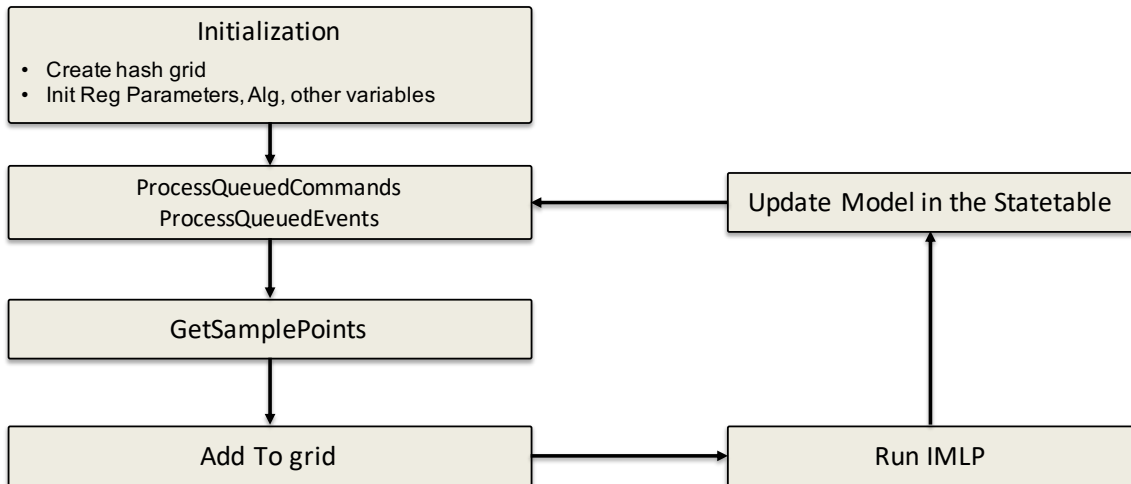 Initialization
• Create hash grid
• Init Reg Parameters, Alg, other variables
ProcessQueuedCommands
ProcessQueuedEvents
Update Model in the Statetable
GetSamplePoints
Add To grid
Run IMLP